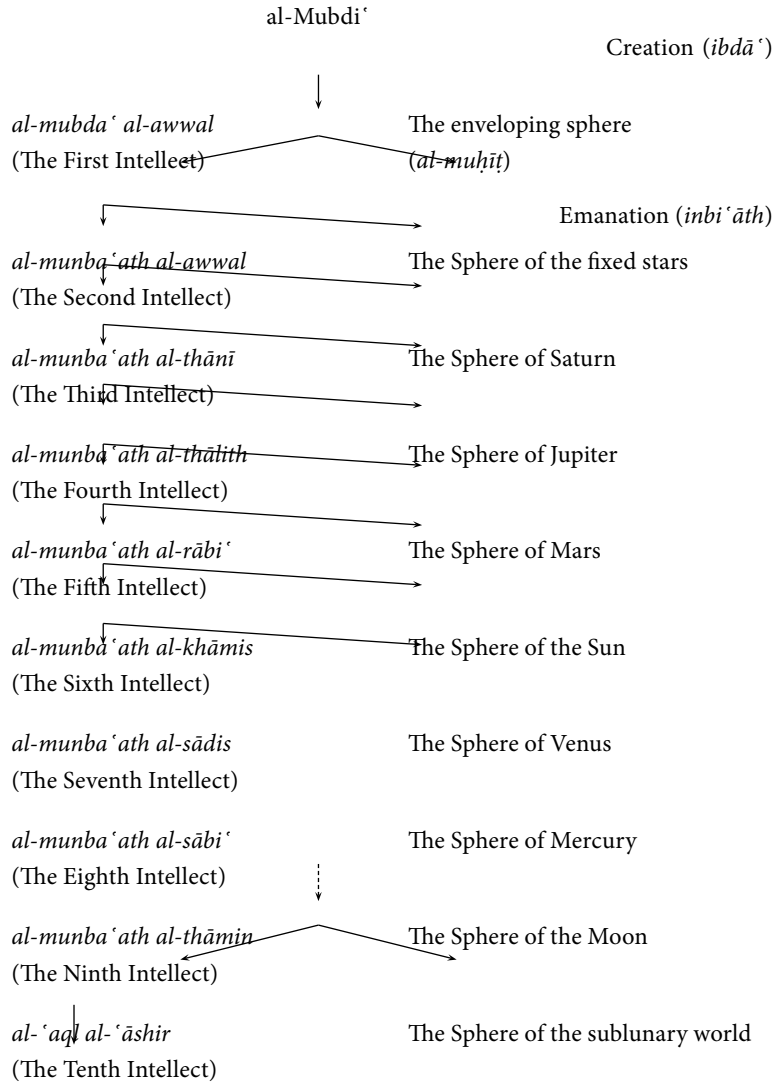 al-Mubdiʿ
Creation (ibdāʿ)
al-mubdaʿ al-awwal The enveloping sphere
(The First Intellect) (al-muḥīṭ)
Emanation (inbiʿāth)
al-munbaʿath al-awwal The Sphere of the fixed stars
(The Second Intellect)
al-munbaʿath al-thānī The Sphere of Saturn
(The Third Intellect)
al-munbaʿath al-thālith The Sphere of Jupiter
(The Fourth Intellect)
al-munbaʿath al-rābiʿ The Sphere of Mars
(The Fifth Intellect)
al-munbaʿath al-khāmis The Sphere of the Sun
(The Sixth Intellect)
al-munbaʿath al-sādis The Sphere of Venus
(The Seventh Intellect)
al-munbaʿath al-sābiʿ The Sphere of Mercury
(The Eighth Intellect)
al-munbaʿath al-thāmin The Sphere of the Moon
(The Ninth Intellect)
al-ʿaql al-ʿāshir The Sphere of the sublunary world
(The Tenth Intellect)